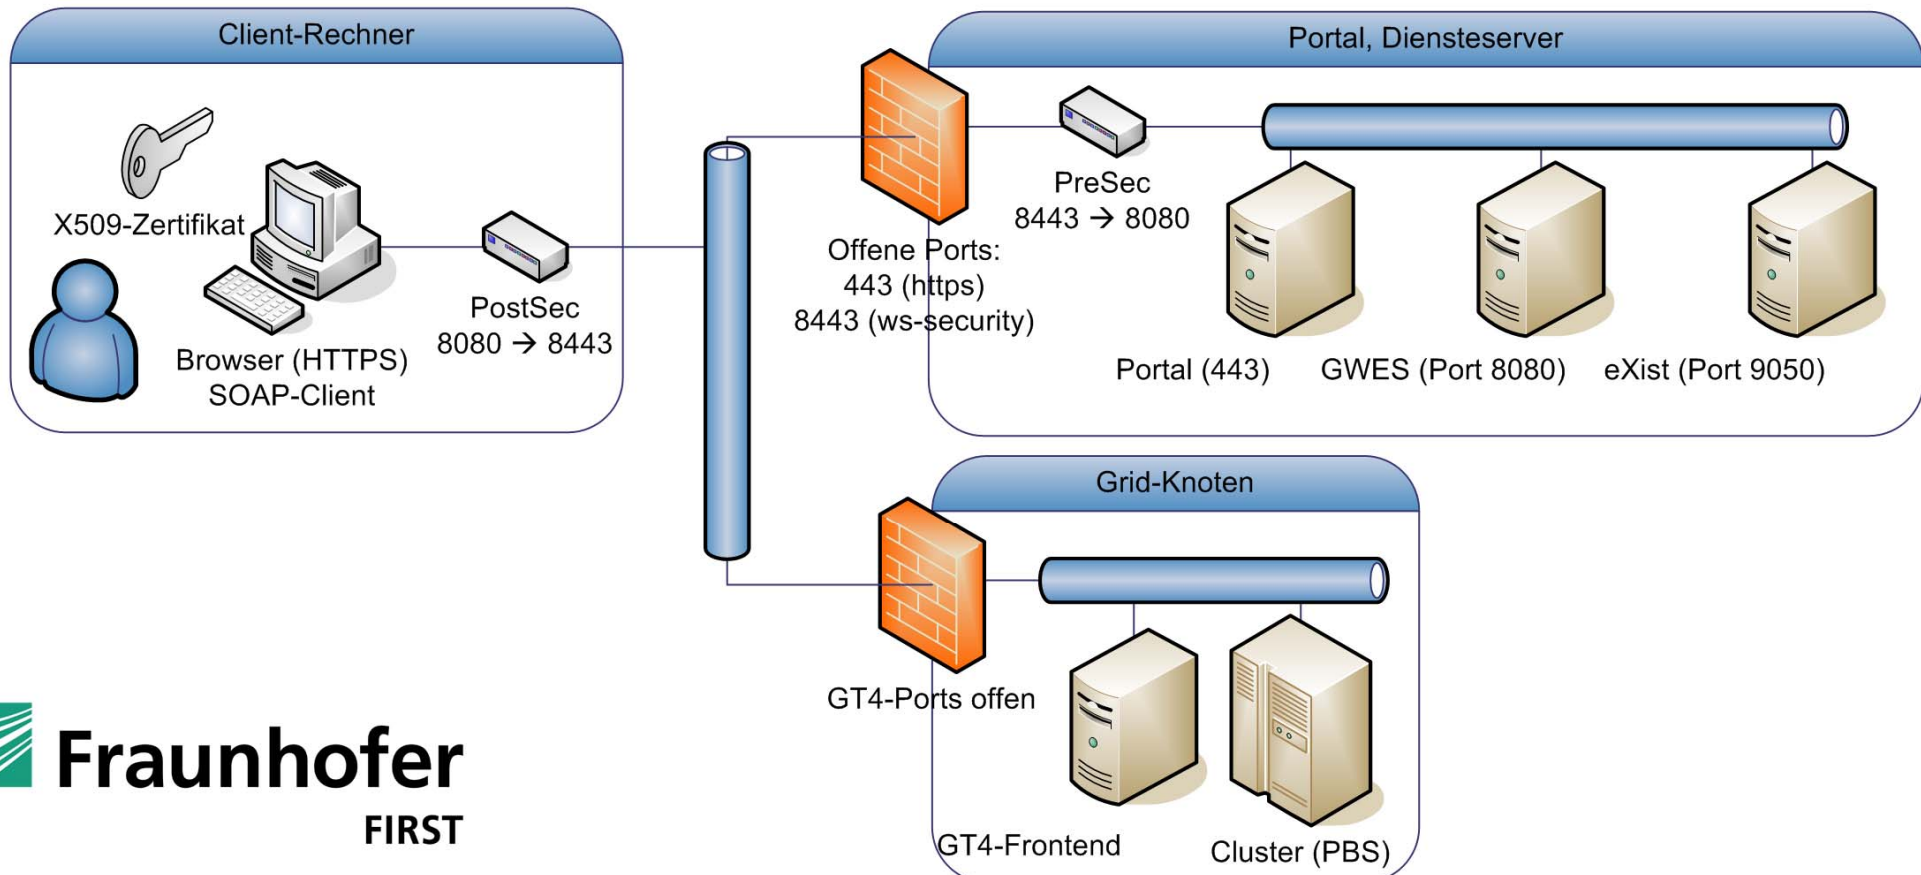 Client-Rechner
X509-Zertifikat
Browser (HTTPS)
SOAP-Client
PostSec
8080 → 8443
Portal, Diensteserver
Offene Ports:
443 (https)
8443 (ws-security)
PreSec
8443 → 8080
Portal (443)
GWES (Port 8080)
eXist (Port 9050)
Grid-Knoten
GT4-Ports offen
GT4-Frontend
Cluster (PBS)
Fraunhofer
FIRST